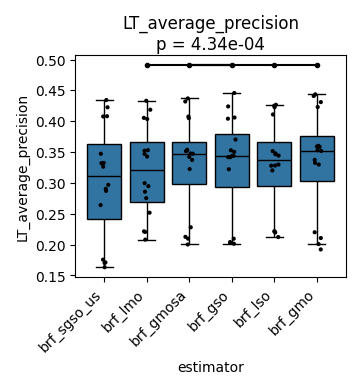 LT_average_precision
p = 4.34e-04
0.50
0.45
0.40
0.35
0.30
0.25
0.20
0.15
LT_average_precision
brf_sgso_us
brf_lmo
brf_gmosa
brf_gso
brf_lso
brf_gmo
estimator